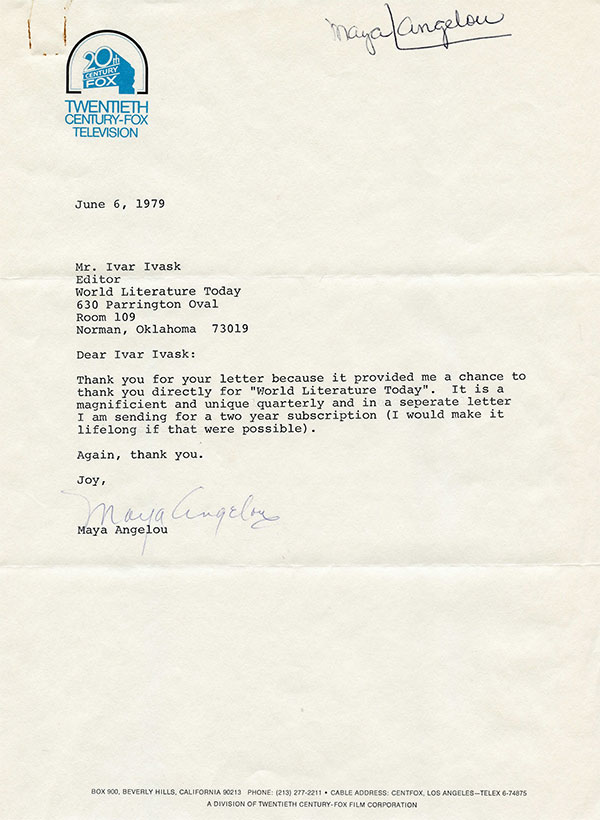 Maya Angelou
20th
CENTURY
FOX
TWENTIETH
CENTURY-FOX
TELEVISION
June 6, 1979
Mr. Ivar Ivask
Editor
World Literature Today
630 Parrington Oval
Room 109
Norman, Oklahoma 73019
Dear Ivar Ivask:
Thank you for your letter because it provided me a chance to
thank you directly for "World Literature Today". It is a
magnificient and unique quarterly and in a seperate letter
I am sending for a two year subscription (I would make it
lifelong if that were possible).
Again, thank you.
Joy,
Maya Angelou
Maya Angelou
BOX 900, BEVERLY HILLS, CALIFORNIA 90213 PHONE: (213) 277-2211 • CABLE ADDRESS: CENTFOX, LOS ANGELES—TELEX 6-74875
A DIVISION OF TWENTIETH CENTURY-FOX FILM CORPORATION